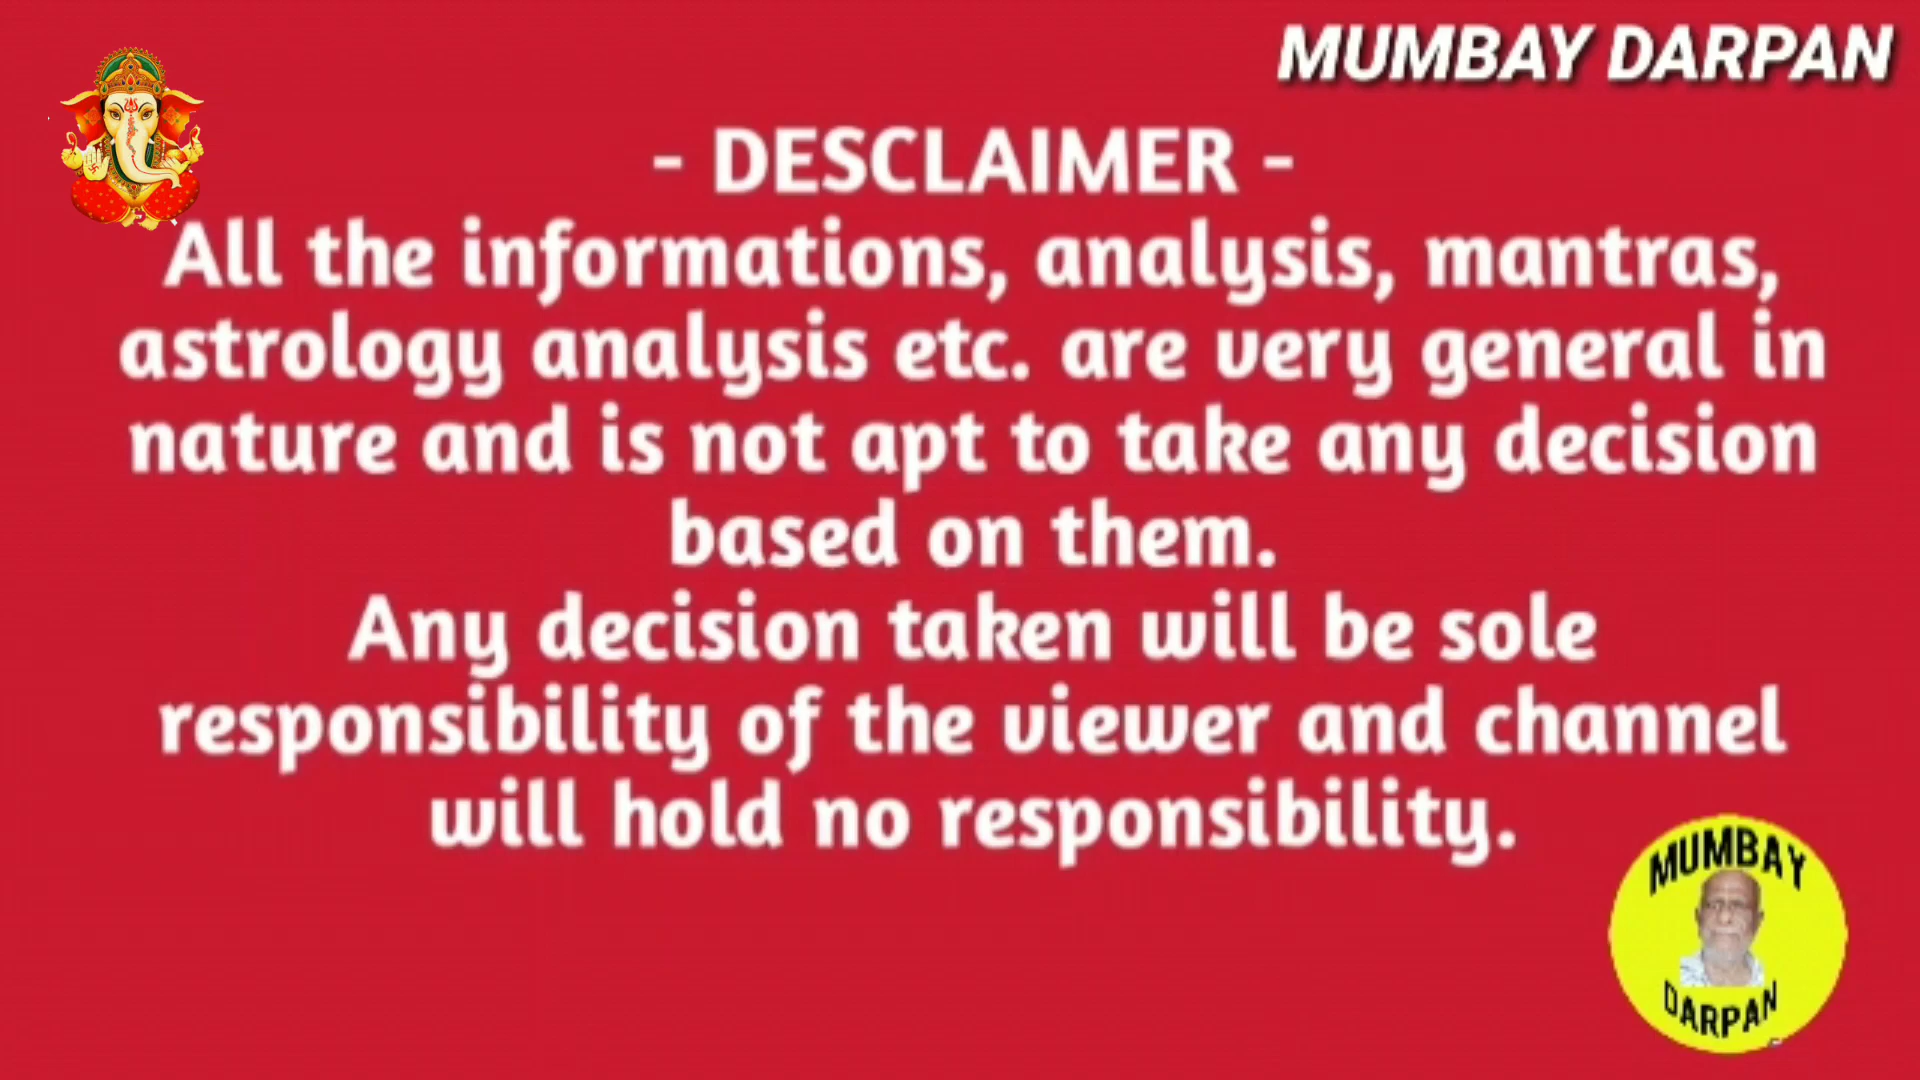 MUMBAY DARPAN
- DESCLAIMER -
All the informations, analysis, mantras,
astrology analysis etc. are very general in
nature and is not apt to take any decision
based on them.
Any decision taken will be sole
responsibility of the viewer and channel
will hold no responsibility.
MUMBAY
DARPAN